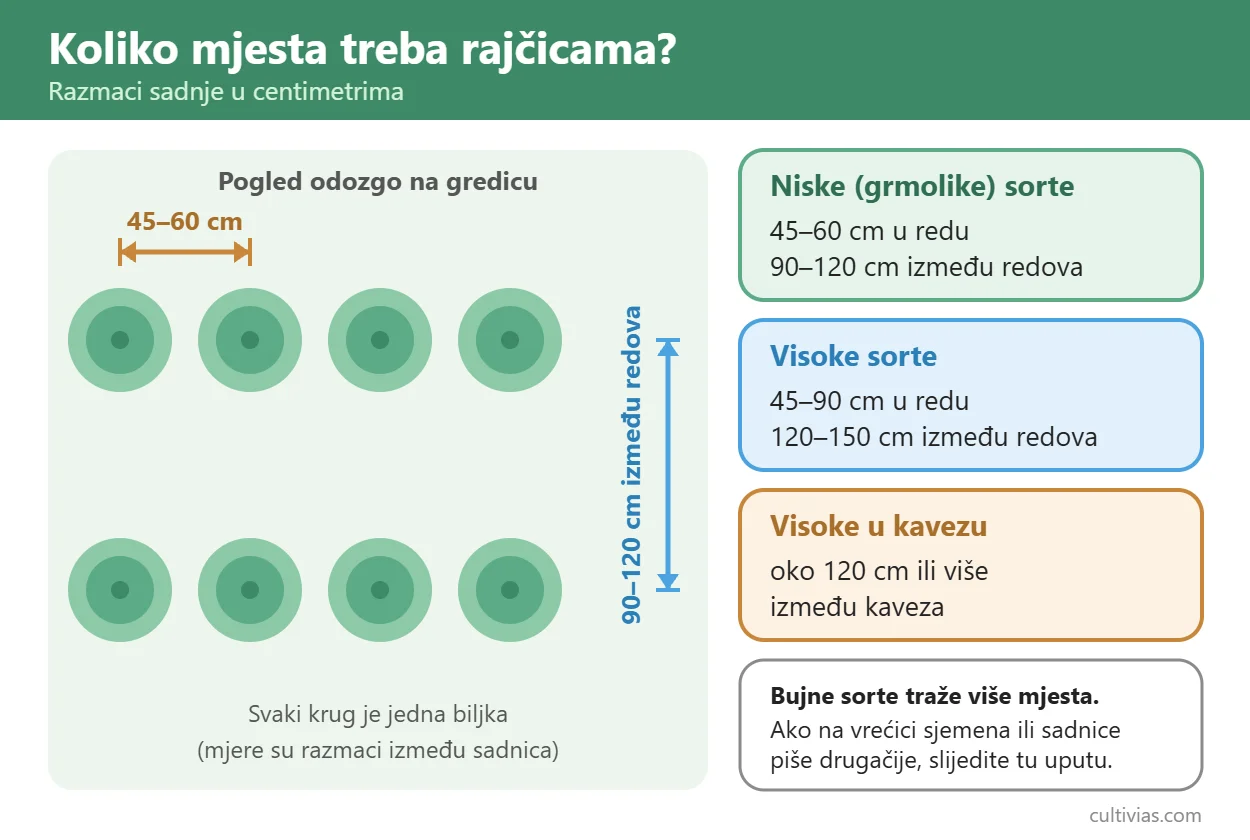 Koliko mjesta treba rajčicama?
Razmaci sadnje u centimetrima
Pogled odozgo na gredicu
45–60 cm
90–120 cm između redova
Svaki krug je jedna biljka
(mjere su razmaci između sadnica)
Niske (grmolike) sorte
45–60 cm u redu
90–120 cm između redova
Visoke sorte
45–90 cm u redu
120–150 cm između redova
Visoke u kavezu
oko 120 cm ili više
između kaveza
Bujne sorte traže više mjesta.
Ako na vrećici sjemena ili sadnice
piše drugačije, slijedite tu uputu.
cultivias.com